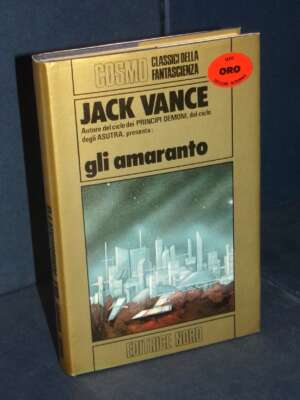 COSMO CLASSICI DELLA
FANTASCIENZA
ORO
JACK VANCE
Autore del ciclo dei PRINCIPI DEMONI, del ciclo
degli ASUTRA, presenta:
gli amaranto
EDITRICE NORD